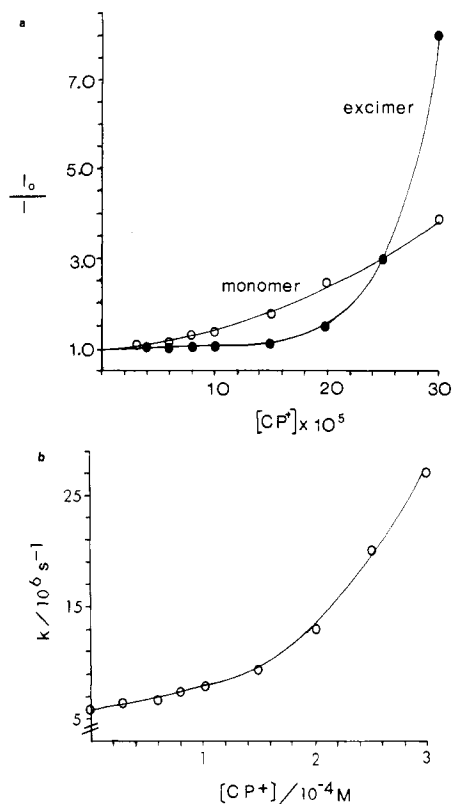 a
7.0
5.0
3.0
1.0
I₀
I
excimer
monomer
10
20
30
[CP⁺] x 10⁵
b
25
15
5
k / 10⁶ s⁻¹
1
2
3
[CP+] / 10⁻⁴ M